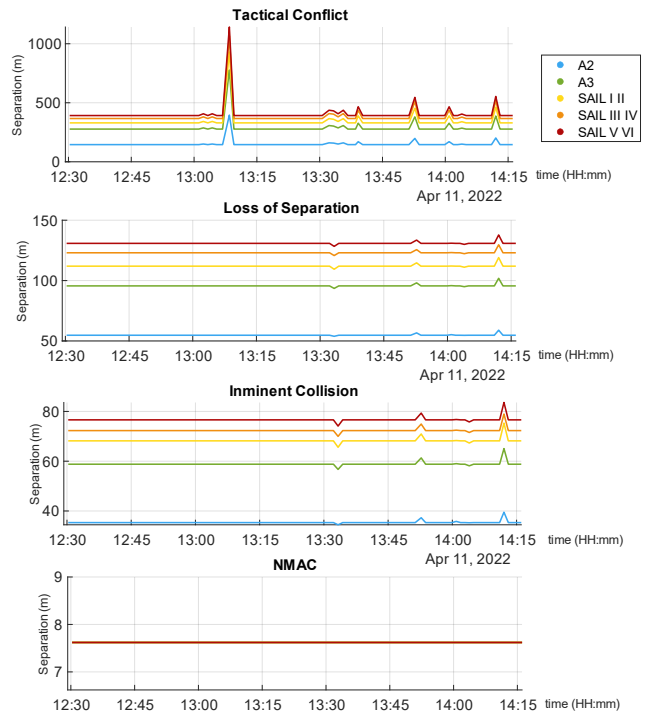 Tactical Conflict
Separation (m)
1000
500
0
12:30 12:45 13:00 13:15 13:30 13:45 14:00 14:15 time (HH:mm)
Apr 11, 2022
A2
A3
SAIL I II
SAIL III IV
SAIL V VI
Loss of Separation
Separation (m)
150
100
50
12:30 12:45 13:00 13:15 13:30 13:45 14:00 14:15 time (HH:mm)
Apr 11, 2022
Inminent Collision
Separation (m)
80
60
40
12:30 12:45 13:00 13:15 13:30 13:45 14:00 14:15 time (HH:mm)
Apr 11, 2022
NMAC
Separation (m)
9
8
7
12:30 12:45 13:00 13:15 13:30 13:45 14:00 14:15 time (HH:mm)